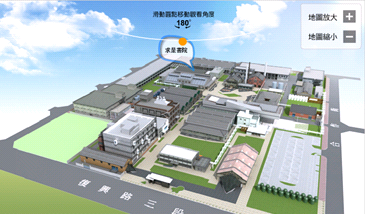 滑動圓點移動觀看角度
180°
求是書院
地圖放大 +
地圖縮小 −
復興路三段